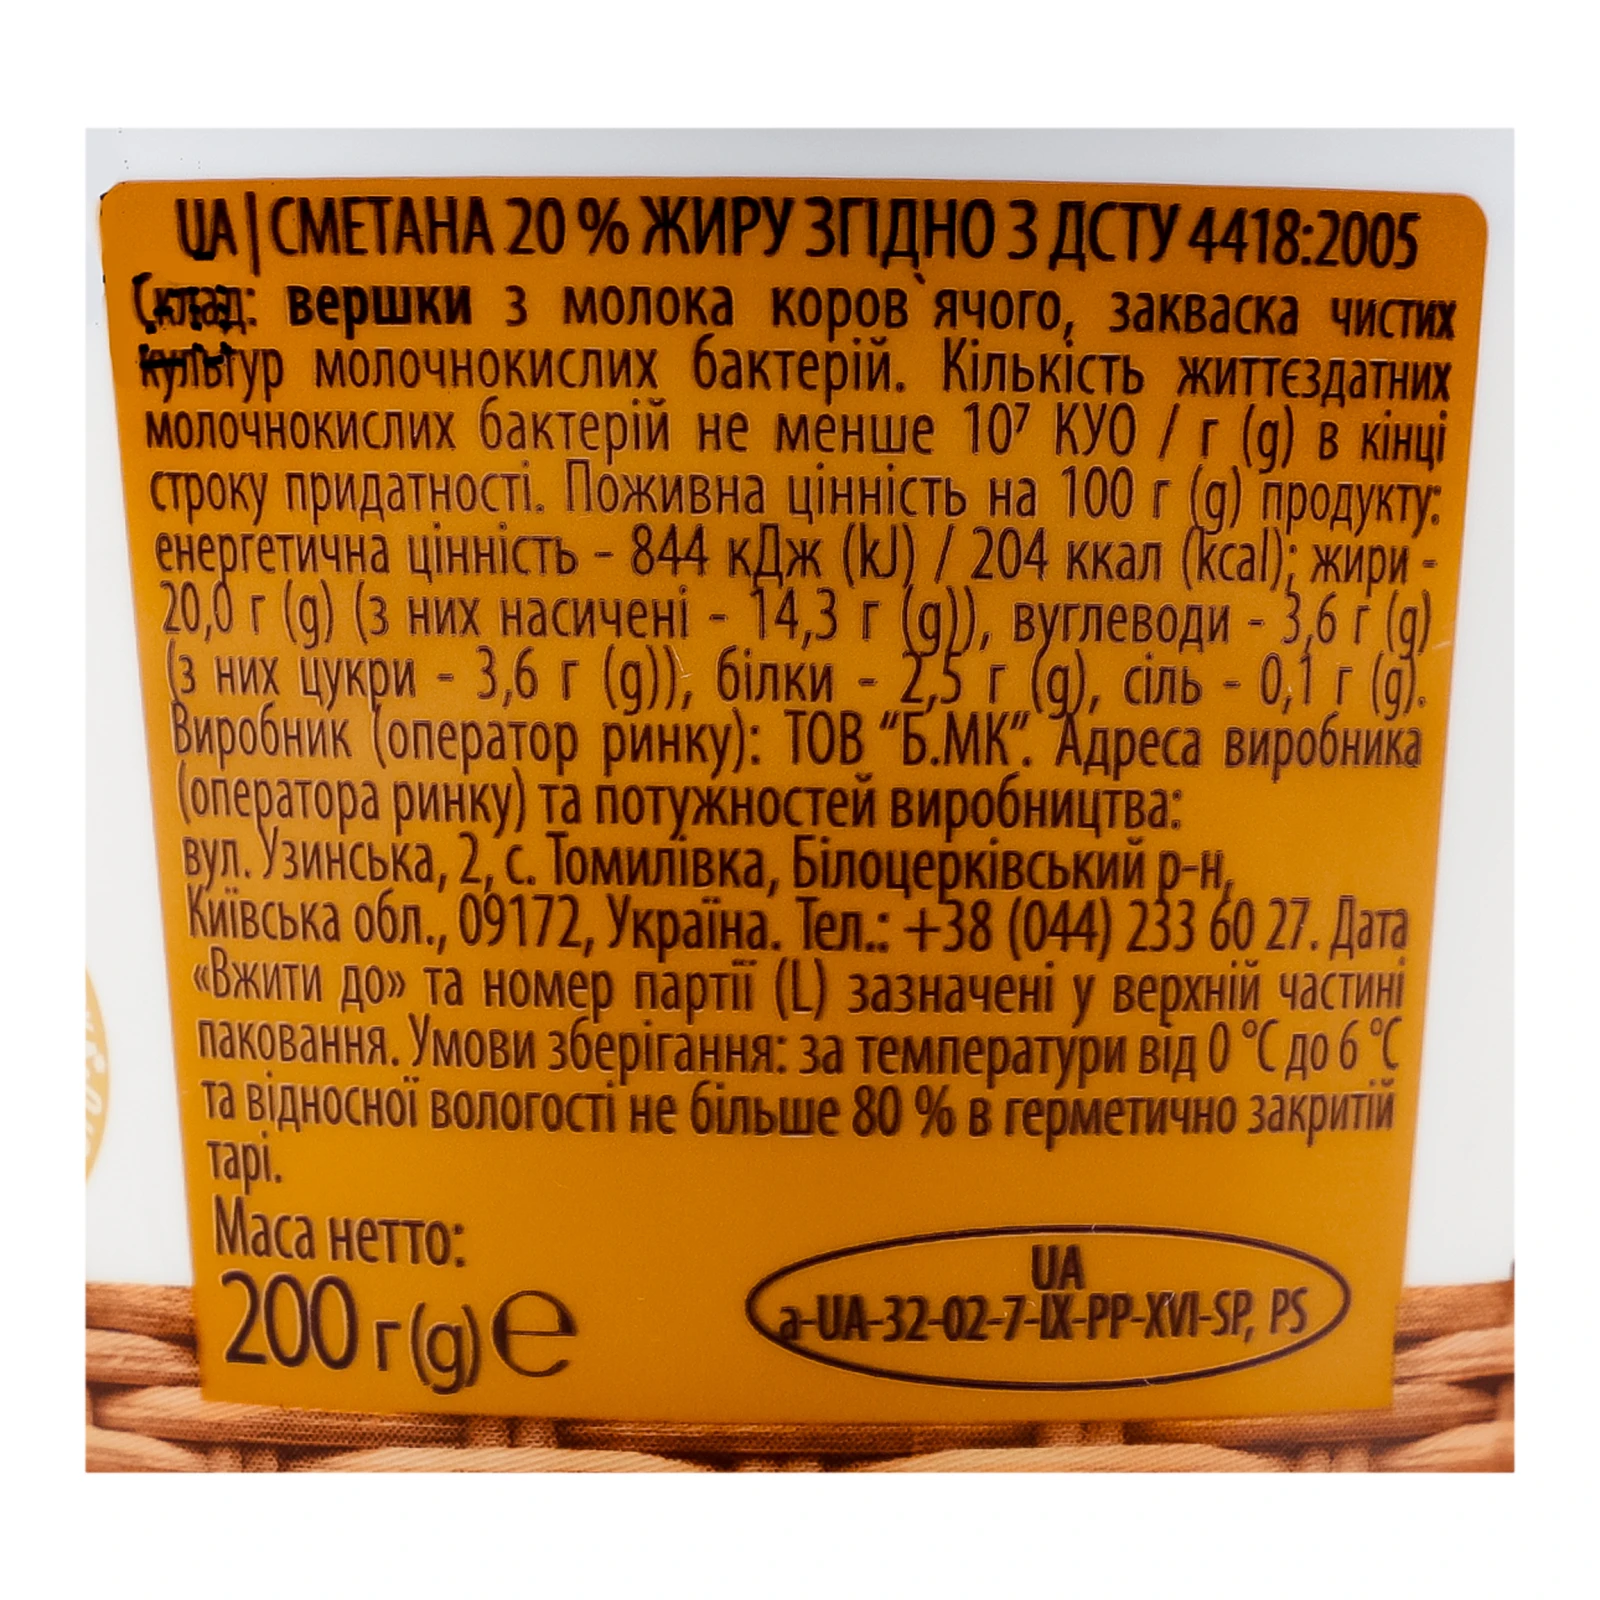 UA | СМЕТАНА 20 % ЖИРУ ЗГІДНО З ДСТУ 4418:2005
Склад: вершки з молока коров`ячого, закваска чистих
культур молочнокислих бактерій. Кількість життєздатних
молочнокислих бактерій не менше 10⁷ КУО / г (g) в кінці
строку придатності. Поживна цінність на 100 г (g) продукту:
енергетична цінність - 844 кДж (kJ) / 204 ккал (kcal); жири -
20,0 г (g) (з них насичені - 14,3 г (g)), вуглеводи - 3,6 г (g)
(з них цукри - 3,6 г (g)), білки - 2,5 г (g), сіль - 0,1 г (g).
Виробник (оператор ринку): ТОВ "Б.МК". Адреса виробника
(оператора ринку) та потужностей виробництва:
вул. Узинська, 2, с. Томилівка, Білоцерківський р-н,
Київська обл., 09172, Україна. Тел.: +38 (044) 233 60 27. Дата
«Вжити до» та номер партії (L) зазначені у верхній частині
паковання. Умови зберігання: за температури від 0 °С до 6 °С
та відносної вологості не більше 80 % в герметично закритій
тарі.
Маса нетто:
200 г (g) ℮
UA
a-UA-32-02-7-IX-PP-XVI-SP, PS